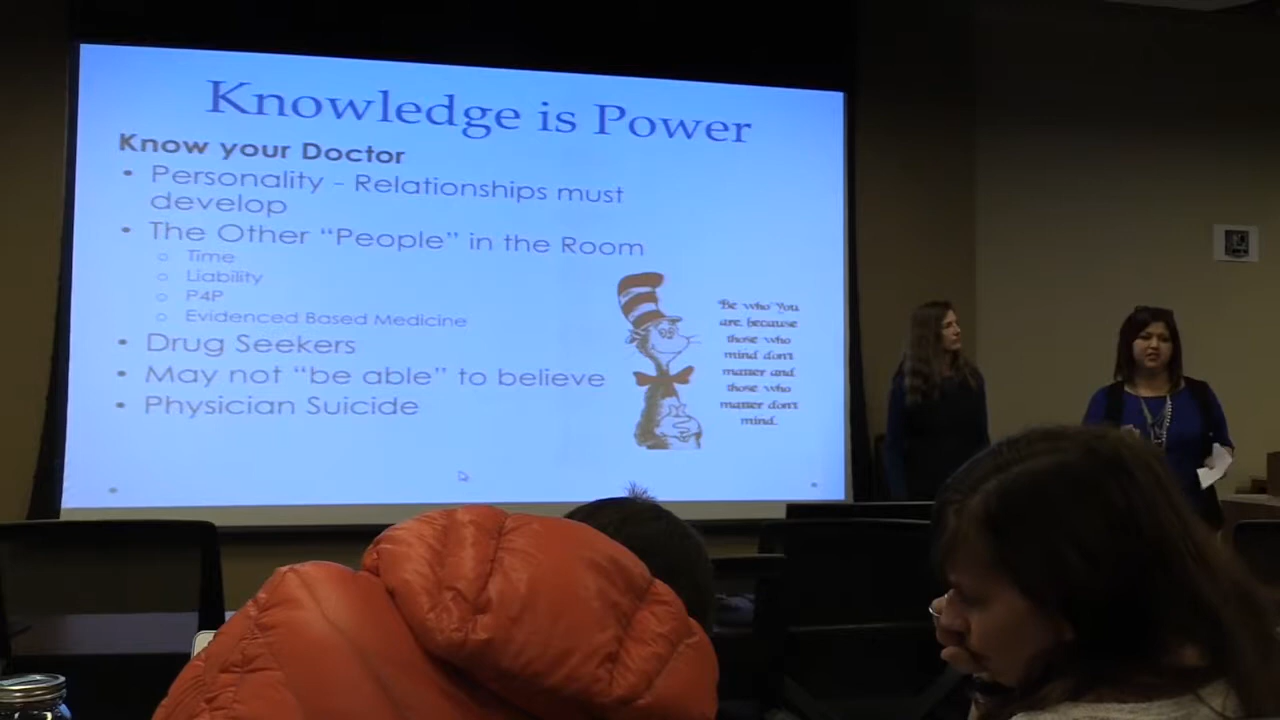 Knowledge is Power
Know your Doctor
• Personality - Relationships must
develop
• The Other “People” in the Room
o Time
o Liability
o P4P
o Evidenced Based Medicine
• Drug Seekers
• May not “be able” to believe
• Physician Suicide
"Be who You
are, because
those who
mind don't
matter and
those who
matter don't
mind.